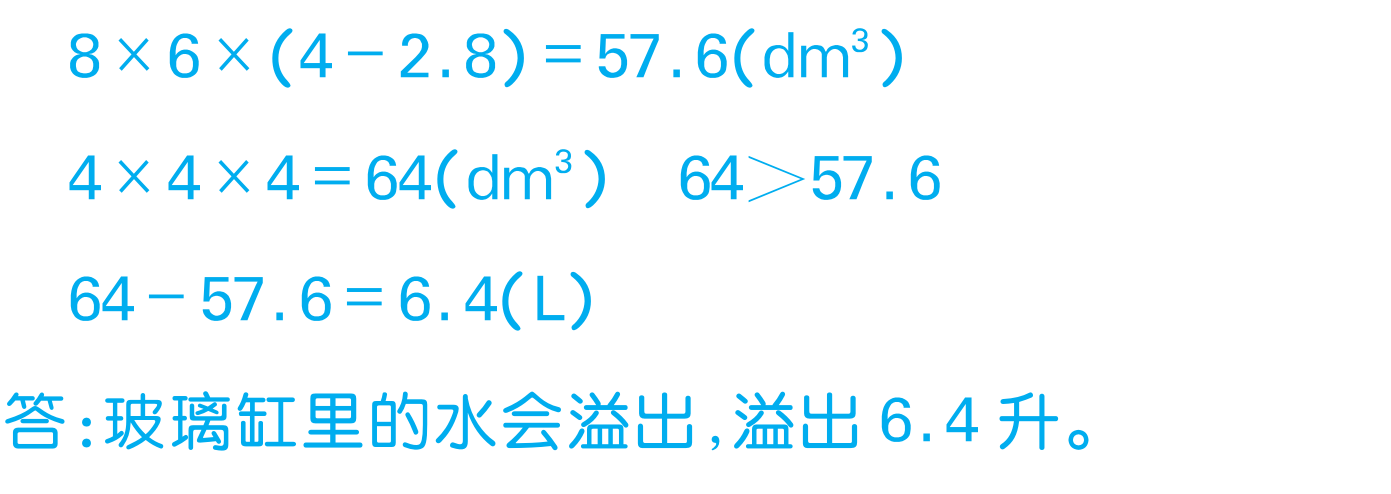 8×6×(4-2.8)=57.6(dm³)
4×4×4=64(dm³) 64>57.6
64-57.6=6.4(L)
答:玻璃缸里的水会溢出,溢出 6.4 升。